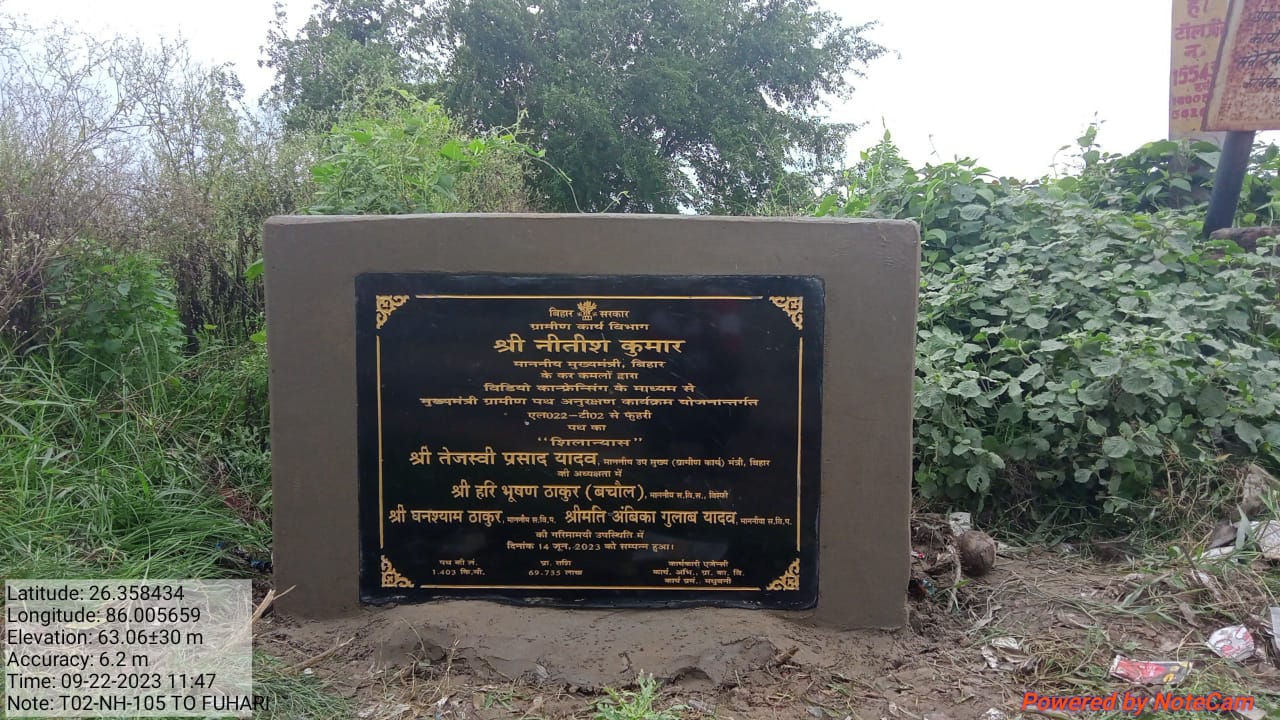 बिहार सरकार
ग्रामीण कार्य विभाग
श्री नीतीश कुमार
माननीय मुख्यमंत्री, बिहार
के कर कमलों द्वारा
विडियो कान्फ्रेन्सिंग के माध्यम से
मुख्यमंत्री ग्रामीण पथ अनुरक्षण कार्यक्रम योजनान्तर्गत
एल022–टी02 से फुहरी
पथ का
‘‘शिलान्यास’’
श्री तेजस्वी प्रसाद यादव, माननीय उप मुख्य (ग्रामीण कार्य) मंत्री, बिहार
की अध्यक्षता में
श्री हरि भूषण ठाकुर (बचौल), माननीय स.वि.स., बिस्फी
श्री घनश्याम ठाकुर, माननीय स.वि.प. श्रीमति अंबिका गुलाब यादव, माननीया स.वि.प.
की गरिमामयी उपस्थिति में
दिनांक 14 जून, 2023 को सम्पन्न हुआ।
पथ की लं. प्रा. राशि कार्यकारी एजेन्सी
1.403 कि.मी. 69.735 लाख कार्य. अभि., ग्रा. का. वि.
कार्य प्रमं., मधुबनी
है।
टॉलफ्री
न.
15545
Latitude: 26.358434
Longitude: 86.005659
Elevation: 63.06±30 m
Accuracy: 6.2 m
Time: 09-22-2023 11:47
Note: T02-NH-105 TO FUHARI
Powered by NoteCam